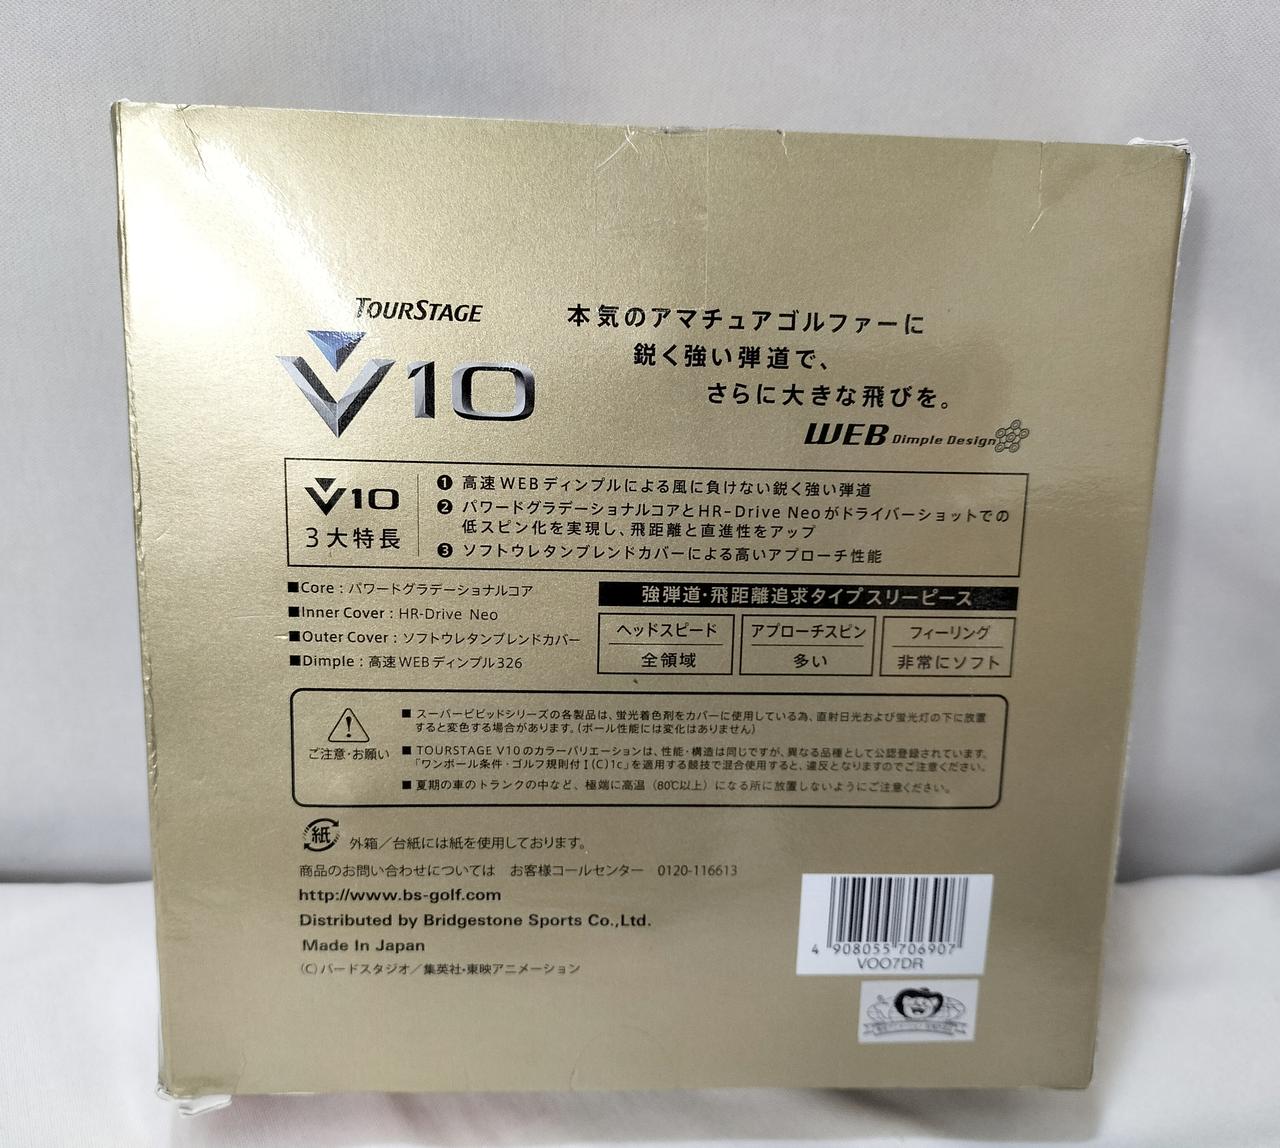 TOURSTAGE
V10
本気のアマチュアゴルファーに
鋭く強い弾道で、
さらに大きな飛びを。
WEB Dimple Design
V10
3大特長
❶ 高速WEBディンプルによる風に負けない鋭く強い弾道
❷ パワードグラデーショナルコアとHR-Drive Neoがドライバーショットでの
低スピン化を実現し、飛距離と直進性をアップ
❸ ソフトウレタンブレンドカバーによる高いアプローチ性能
■Core：パワードグラデーショナルコア
■Inner Cover：HR-Drive Neo
■Outer Cover：ソフトウレタンブレンドカバー
■Dimple：高速WEBディンプル326
強弾道・飛距離追求タイプスリーピース
ヘッドスピード
全領域
アプローチスピン
多い
フィーリング
非常にソフト
ご注意・お願い
■ スーパービビッドシリーズの各製品は、蛍光着色剤をカバーに使用している為、直射日光および蛍光灯の下に放置
すると変色する場合があります。(ボール性能には変化はありません)
■ TOURSTAGE V10のカラーバリエーションは、性能・構造は同じですが、異なる品種として公認登録されています。
「ワンボール条件・ゴルフ規則付Ⅰ(C)1c」を適用する競技で混合使用すると、違反となりますのでご注意ください。
■ 夏期の車のトランクの中など、極端に高温（80℃以上）になる所に放置しないようにご注意ください。
紙 外箱／台紙には紙を使用しております。
商品のお問い合わせについては　お客様コールセンター　0120-116613
http://www.bs-golf.com
Distributed by Bridgestone Sports Co.,Ltd.
Made In Japan
(C)バードスタジオ／集英社・東映アニメーション
4 908055 706907
VOO7DR